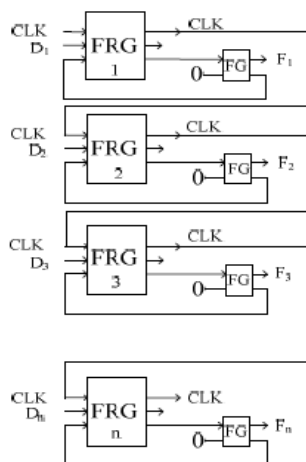 CLK CLK
D1 FRG F1
1 FG
0
CLK CLK
D2 FRG F2
2 FG
0
CLK CLK
D3 FRG F3
3 FG
0
CLK CLK
Dn FRG Fn
n FG
0